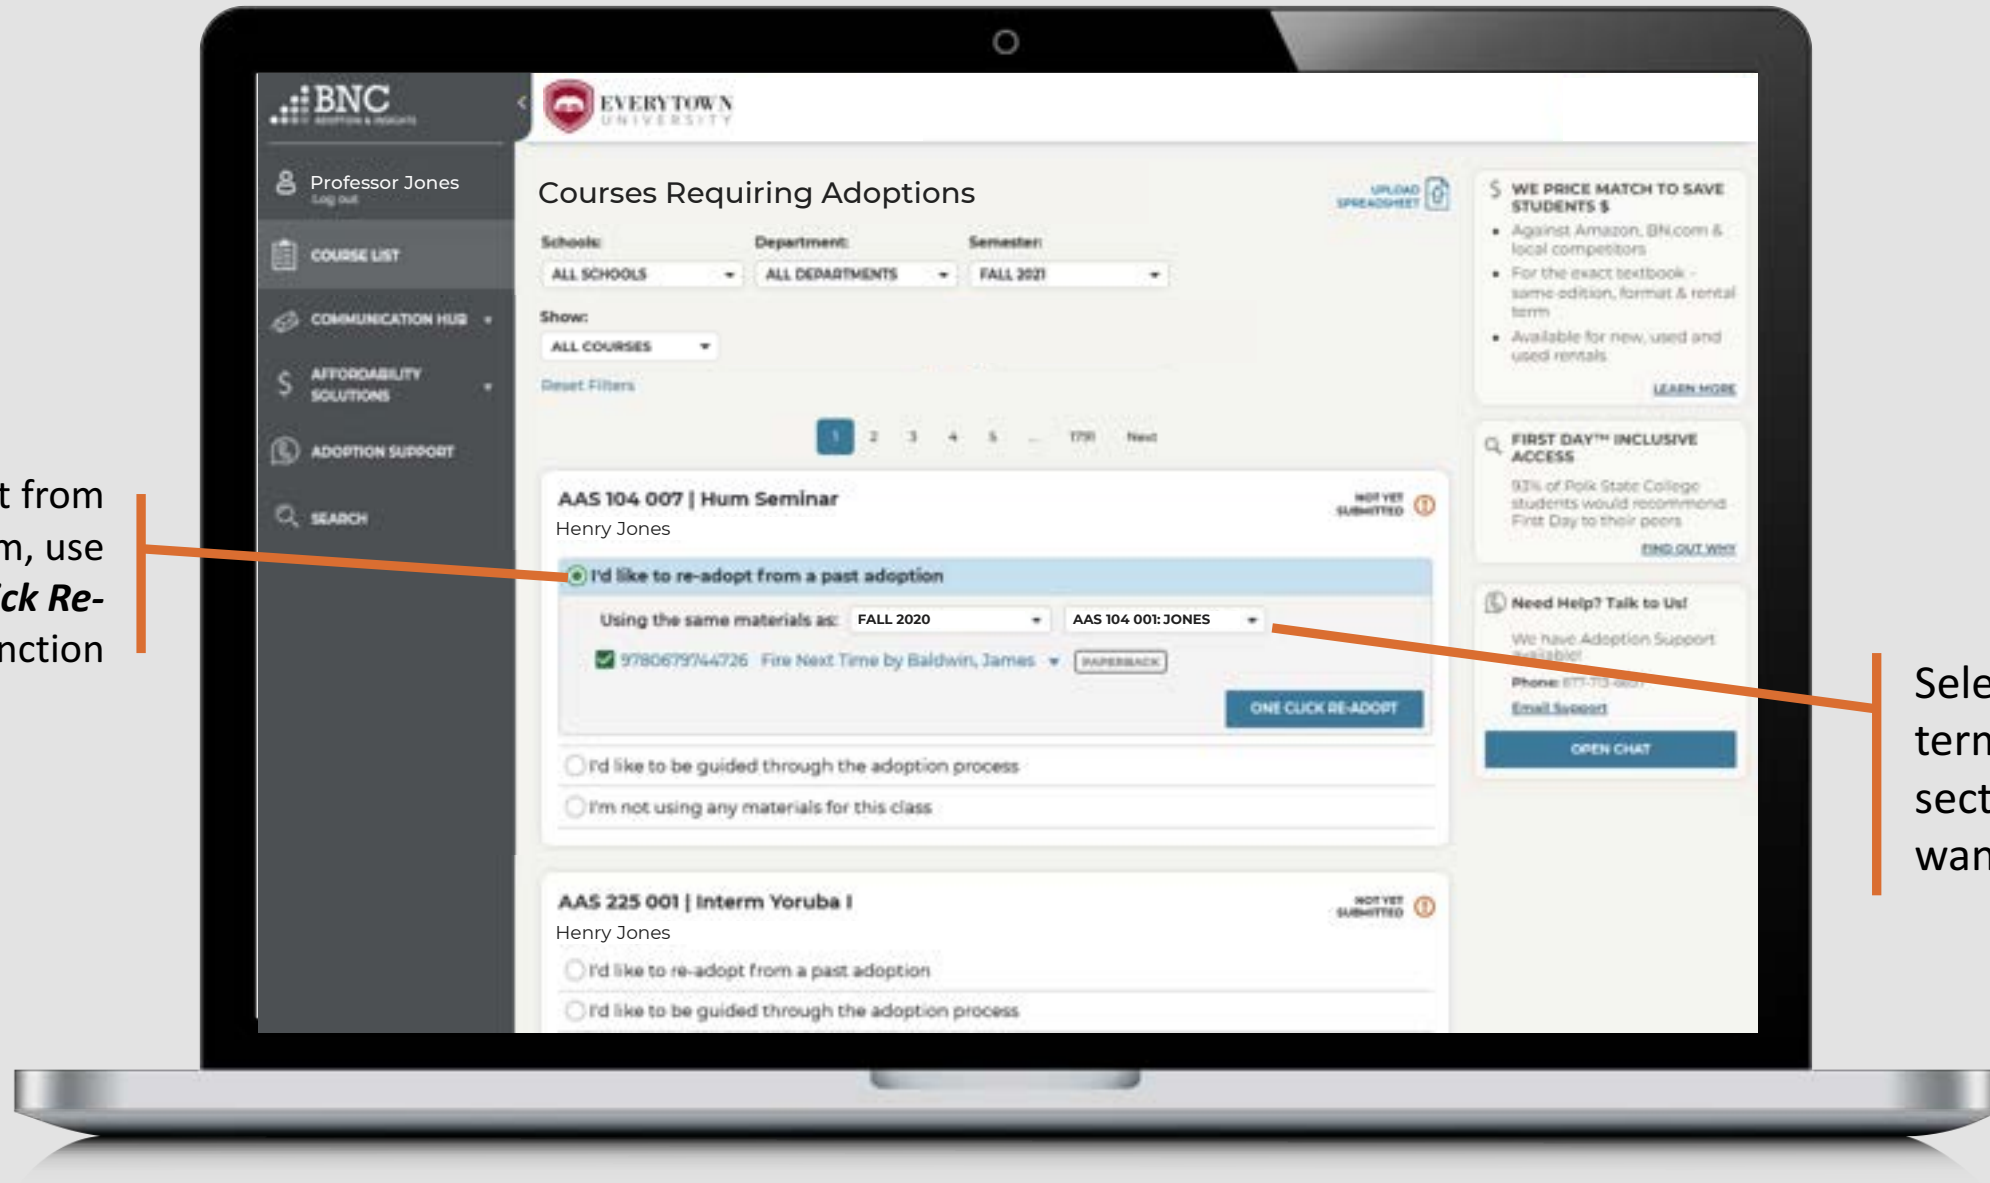 BNC
ADOPTION & INSIGHTS
EVERYTOWN
UNIVERSITY
Professor Jones
Log out
COURSE LIST
COMMUNICATION HUB
AFFORDABILITY
SOLUTIONS
ADOPTION SUPPORT
SEARCH
t from
m, use
ick Re-
nction
Courses Requiring Adoptions
UPLOAD
SPREADSHEET
Schools: Department: Semester:
ALL SCHOOLS ALL DEPARTMENTS FALL 2021
Show:
ALL COURSES
Reset Filters
1 2 3 4 5 ... 1791 Next
AAS 104 007 | Hum Seminar
NOT YET
SUBMITTED
Henry Jones
I'd like to re-adopt from a past adoption
Using the same materials as: FALL 2020 AAS 104 001: JONES
9780679744726 Fire Next Time by Baldwin, James PAPERBACK
ONE CLICK RE-ADOPT
I'd like to be guided through the adoption process
I'm not using any materials for this class
AAS 225 001 | Interm Yoruba I
NOT YET
SUBMITTED
Henry Jones
I'd like to re-adopt from a past adoption
I'd like to be guided through the adoption process
$ WE PRICE MATCH TO SAVE
STUDENTS $
• Against Amazon, BN.com &
local competitors
• For the exact textbook -
same edition, format & rental
term
• Available for new, used and
used rentals
LEARN MORE
FIRST DAY™ INCLUSIVE
ACCESS
93% of Polk State College
students would recommend
First Day to their peers
FIND OUT WHY
Need Help? Talk to Us!
We have Adoption Support
available!
Phone:
Email Support
OPEN CHAT
Sele
term
sect
wan